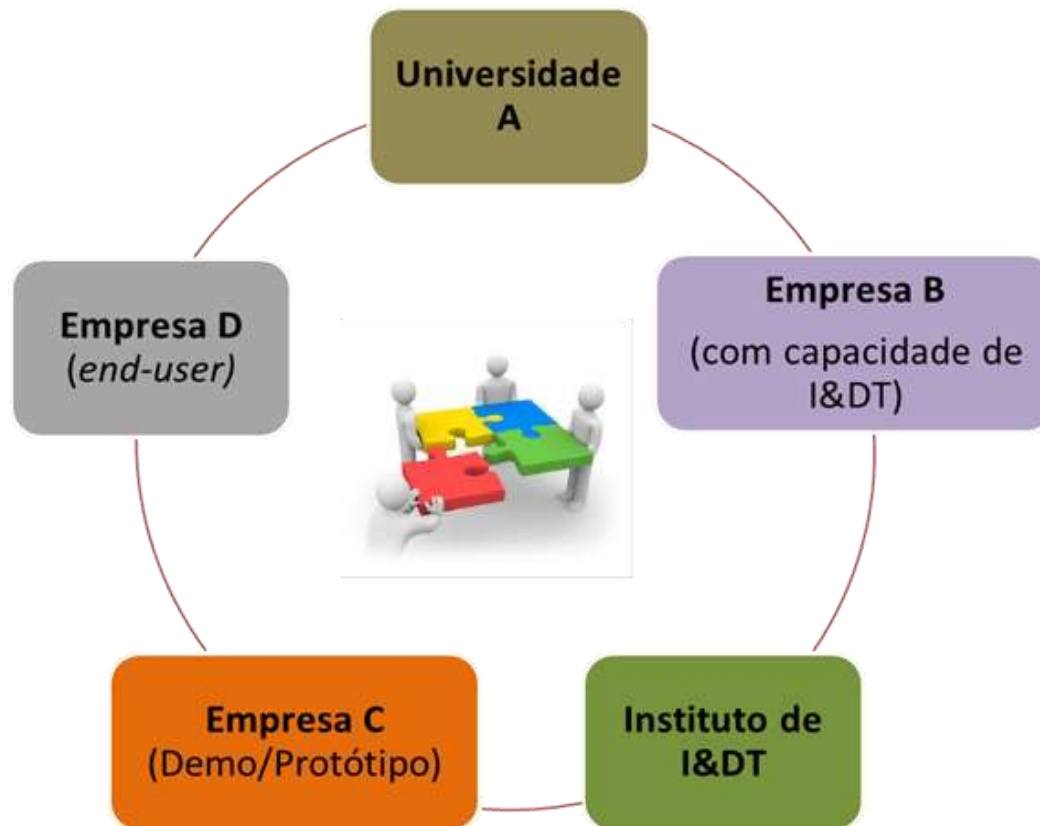 Universidade
A
Empresa B
(com capacidade de
I&DT)
Instituto de
I&DT
Empresa C
(Demo/Protótipo)
Empresa D
(end-user)